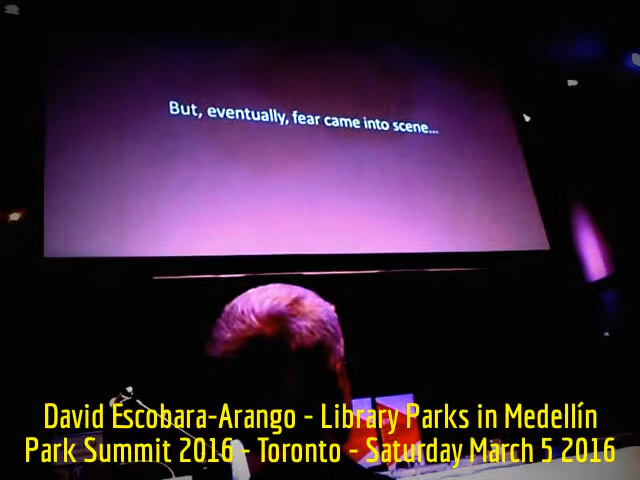 But, eventually, fear came into scene...
David Escobara-Arango - Library Parks in Medellín
Park Summit 2016 - Toronto - Saturday March 5 2016